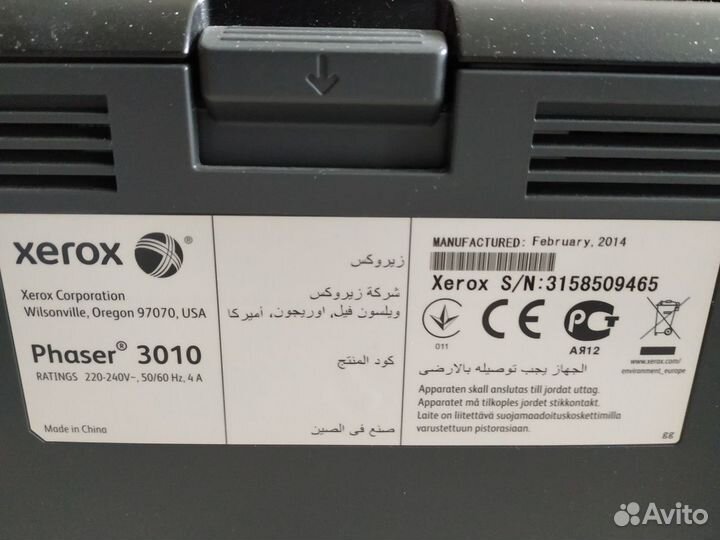 xerox ®
Xerox Corporation
Wilsonville, Oregon 97070, USA
Phaser® 3010
RATINGS 220-240V~, 50/60 Hz, 4 A
Made in China
زيروكس
شركة زيروكس
ويلسون فيل، اوريجون، أميركا
كود المنتج
صنع في الصين
MANUFACTURED: February, 2014
Xerox S/N:3158509465
011
АЯ12
www.xerox.com/
environment_europe
الجهاز يجب توصيله بالارضى
Apparaten skall anslutas till jordat uttag.
Apparatet må tilkoples jordet stikkontakt.
Laite on liitettävä suojamaadoituskoskettimilla
varustettuun pistorasiaan.
gg
Avito